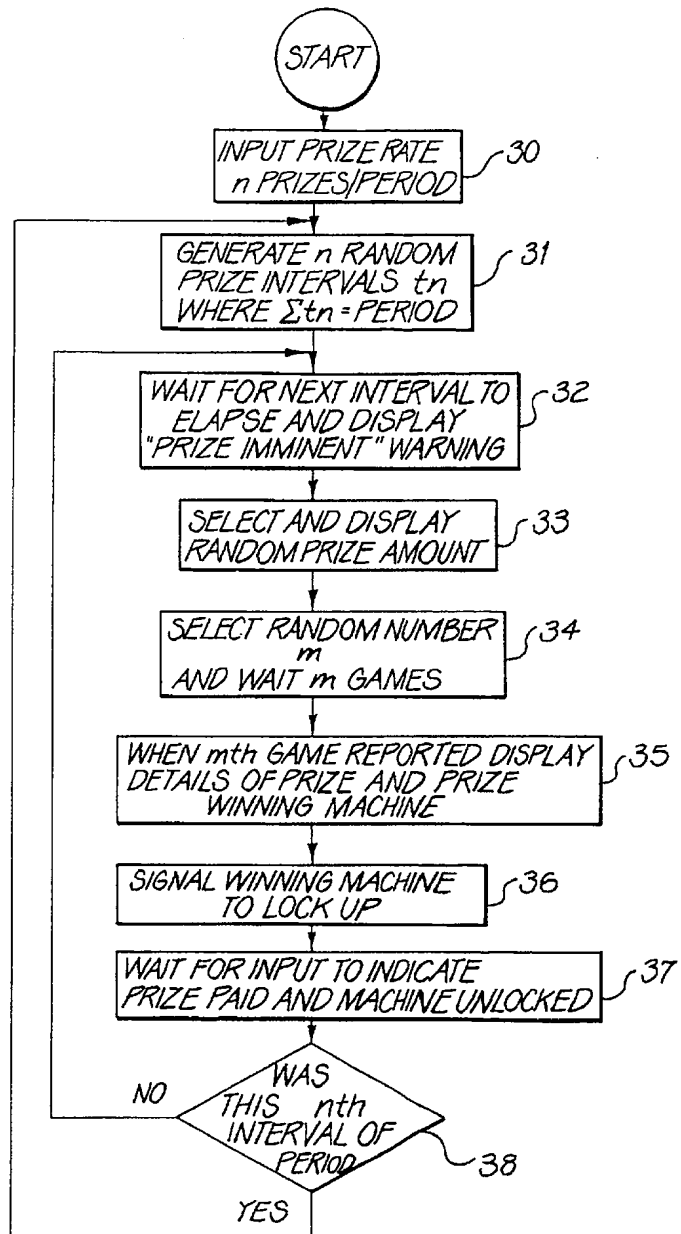 START
INPUT PRIZE RATE
n PRIZES/PERIOD
30
GENERATE n RANDOM
PRIZE INTERVALS tn
WHERE Σtn = PERIOD
31
WAIT FOR NEXT INTERVAL TO
ELAPSE AND DISPLAY
"PRIZE IMMINENT" WARNING
32
SELECT AND DISPLAY
RANDOM PRIZE AMOUNT
33
SELECT RANDOM NUMBER
m
AND WAIT m GAMES
34
WHEN mth GAME REPORTED DISPLAY
DETAILS OF PRIZE AND PRIZE
WINNING MACHINE
35
SIGNAL WINNING MACHINE
TO LOCK UP
36
WAIT FOR INPUT TO INDICATE
PRIZE PAID AND MACHINE UNLOCKED
37
NO
WAS
THIS nth
INTERVAL OF
PERIOD
38
YES